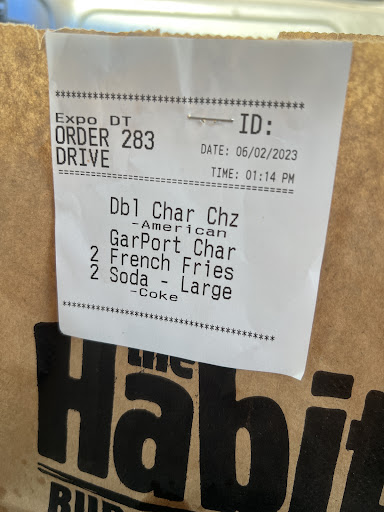 ****************************************
Expo DT ID:
ORDER 283 DATE: 06/02/2023
DRIVE TIME: 01:14 PM
========================================
Dbl Char Chz
-American
GarPort Char
2 French Fries
2 Soda - Large
-Coke
****************************************
the
Habit